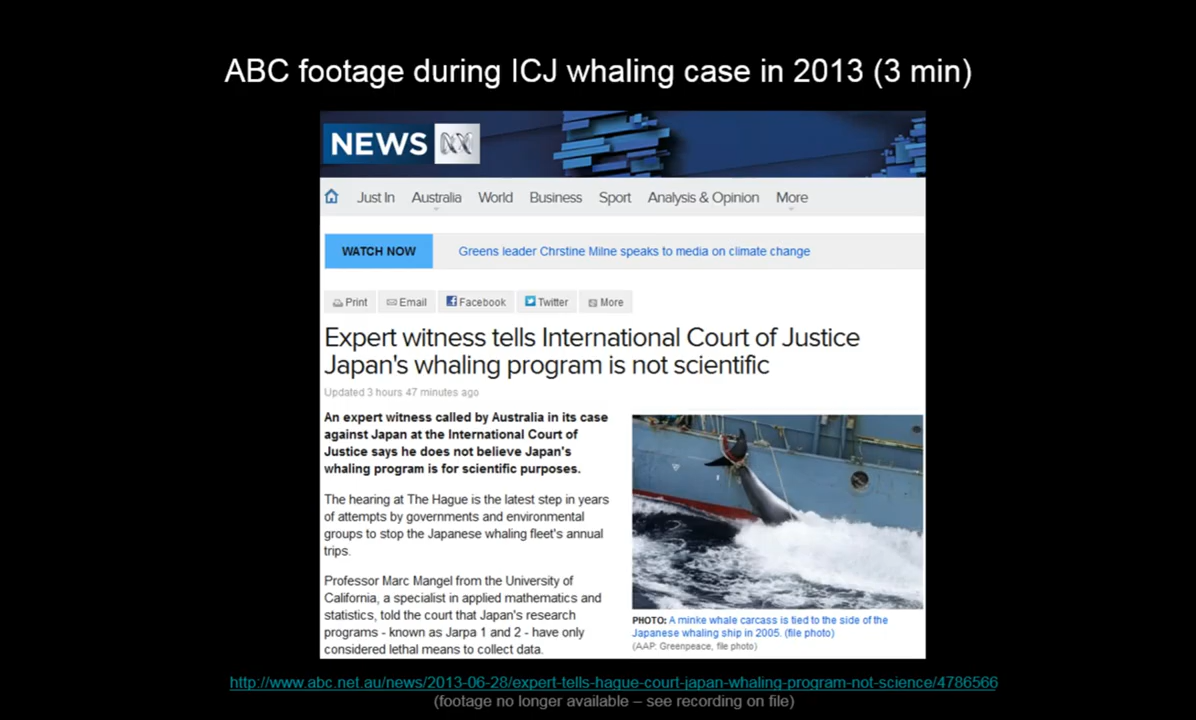 ABC footage during ICJ whaling case in 2013 (3 min)
NEWS
Just In Australia World Business Sport Analysis & Opinion More
WATCH NOW Greens leader Chrstine Milne speaks to media on climate change
Print Email Facebook Twitter More
Expert witness tells International Court of Justice
Japan's whaling program is not scientific
Updated 3 hours 47 minutes ago
An expert witness called by Australia in its case
against Japan at the International Court of
Justice says he does not believe Japan's
whaling program is for scientific purposes.
The hearing at The Hague is the latest step in years
of attempts by governments and environmental
groups to stop the Japanese whaling fleet's annual
trips.
Professor Marc Mangel from the University of
California, a specialist in applied mathematics and
statistics, told the court that Japan's research
programs - known as Jarpa 1 and 2 - have only
considered lethal means to collect data.
PHOTO: A minke whale carcass is tied to the side of the
Japanese whaling ship in 2005. (file photo)
(AAP: Greenpeace, file photo)
http://www.abc.net.au/news/2013-06-28/expert-tells-hague-court-japan-whaling-program-not-science/4786566
(footage no longer available – see recording on file)